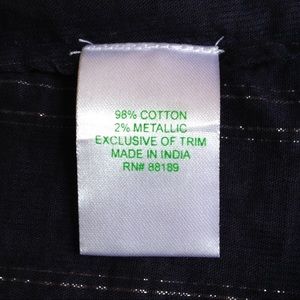 98% COTTON
2% METALLIC
EXCLUSIVE OF TRIM
MADE IN INDIA
RN# 88189